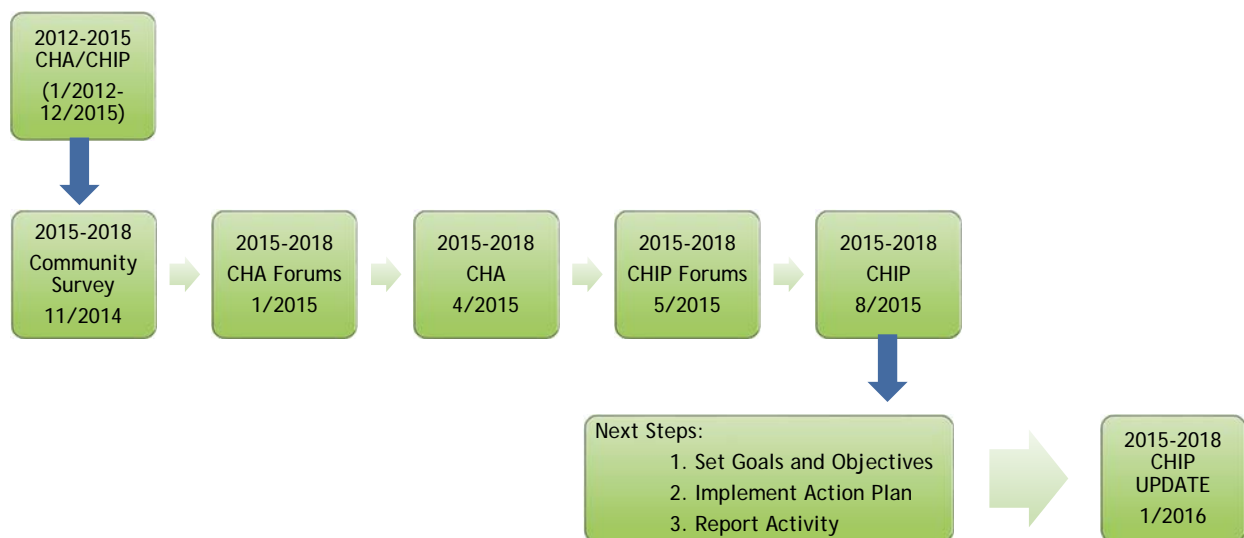 2012-2015
CHA/CHIP
(1/2012-
12/2015)
2015-2018
Community
Survey
11/2014
2015-2018
CHA Forums
1/2015
2015-2018
CHA
4/2015
2015-2018
CHIP Forums
5/2015
2015-2018
CHIP
8/2015
Next Steps:
1. Set Goals and Objectives
2. Implement Action Plan
3. Report Activity
2015-2018
CHIP
UPDATE
1/2016